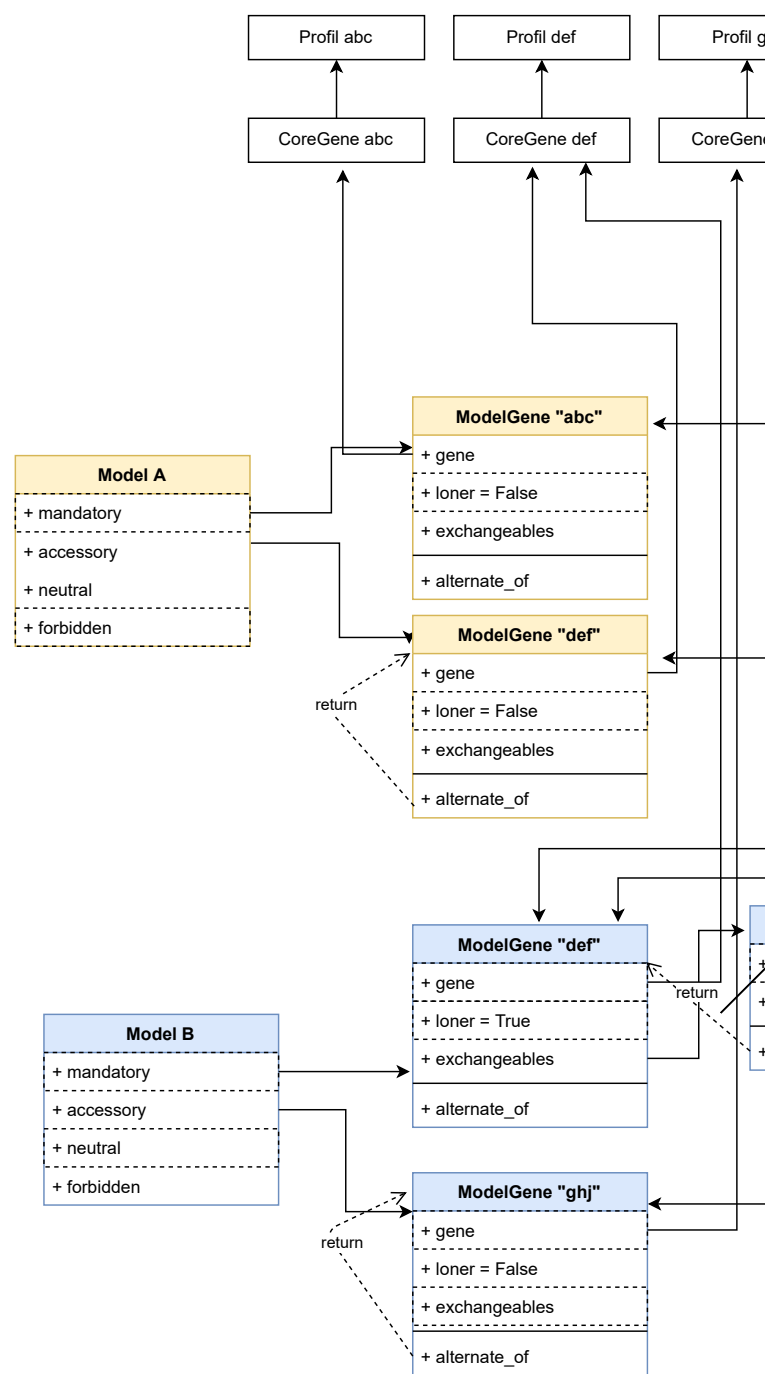 Profil abc
Profil def
Profil g
CoreGene abc
CoreGene def
CoreGene
ModelGene "abc"
+ gene
+ loner = False
+ exchangeables
+ alternate_of
Model A
+ mandatory
+ accessory
+ neutral
+ forbidden
ModelGene "def"
+ gene
+ loner = False
+ exchangeables
+ alternate_of
return
ModelGene "def"
+ gene
+ loner = True
+ exchangeables
+ alternate_of
return
+
+
+
Model B
+ mandatory
+ accessory
+ neutral
+ forbidden
ModelGene "ghj"
+ gene
+ loner = False
+ exchangeables
+ alternate_of
return